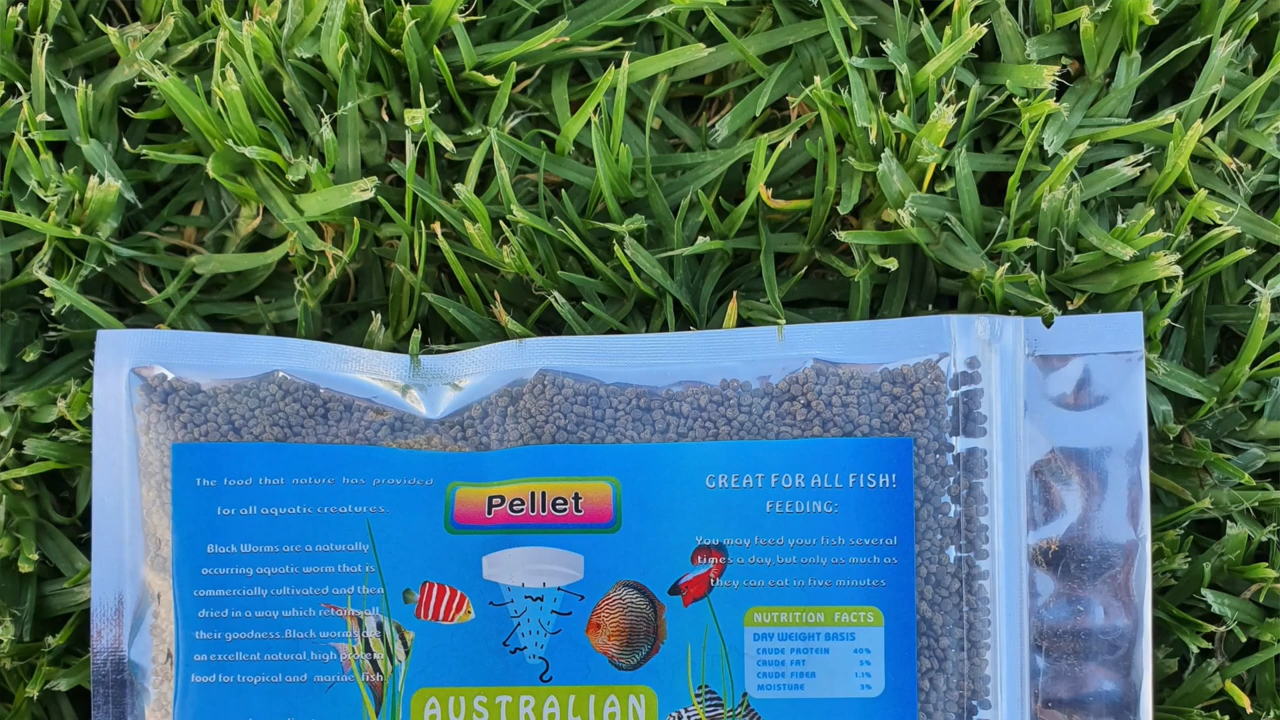 The food that nature has provided
for all aquatic creatures.
Black Worms are a naturally
occurring aquatic worm that is
commercially cultivated and then
dried in a way which retains all
their goodness.Black worms are
an excellent natural,high protein
food for tropical and marine fish
Pellet
AUSTRALIAN
GREAT FOR ALL FISH!
FEEDING:
You may feed your fish several
times a day,but only as much as
they can eat in five minutes
NUTRITION FACTS
DAY WEIGHT BASIS
CRUDE PROTEIN 40%
CRUDE FAT 5%
CRUDE FIBER 1.1%
MOISTURE 3%